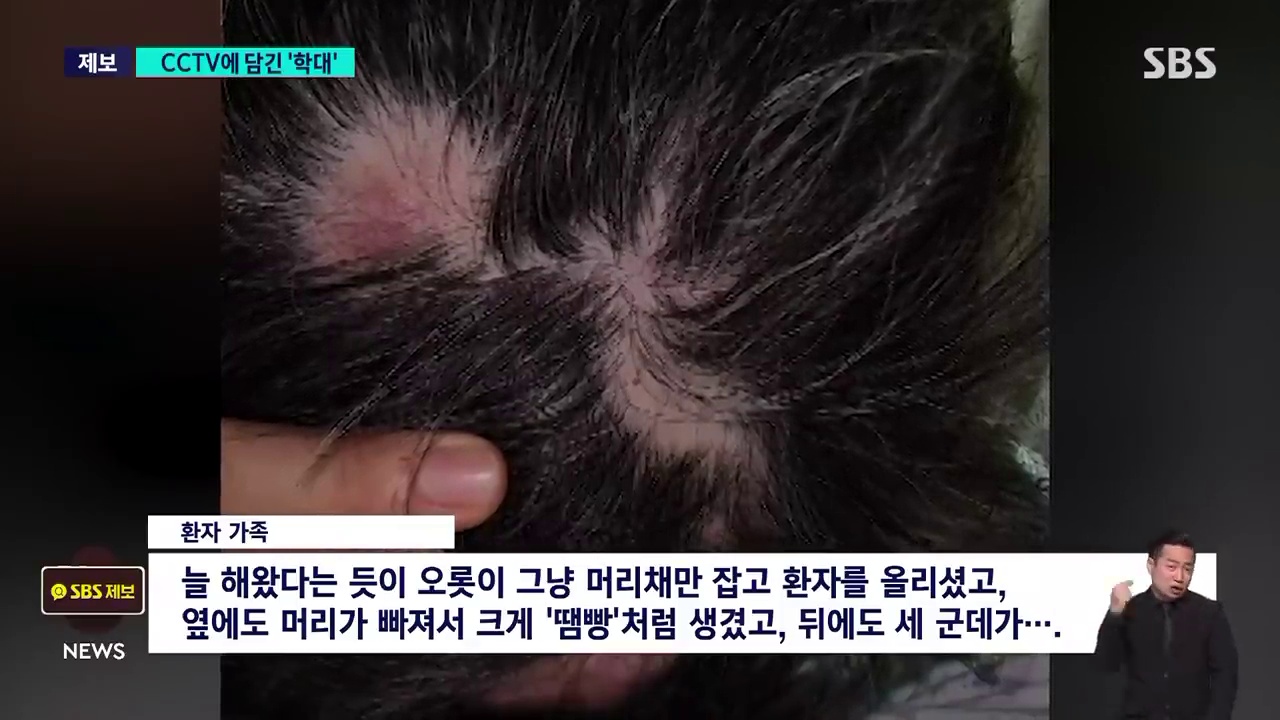 제보 CCTV에 담긴 '학대'
SBS
환자 가족
늘 해왔다는 듯이 오롯이 그냥 머리채만 잡고 환자를 올리셨고,
옆에도 머리가 빠져서 크게 '땜빵'처럼 생겼고, 뒤에도 세 군데가….
SBS 제보
NEWS